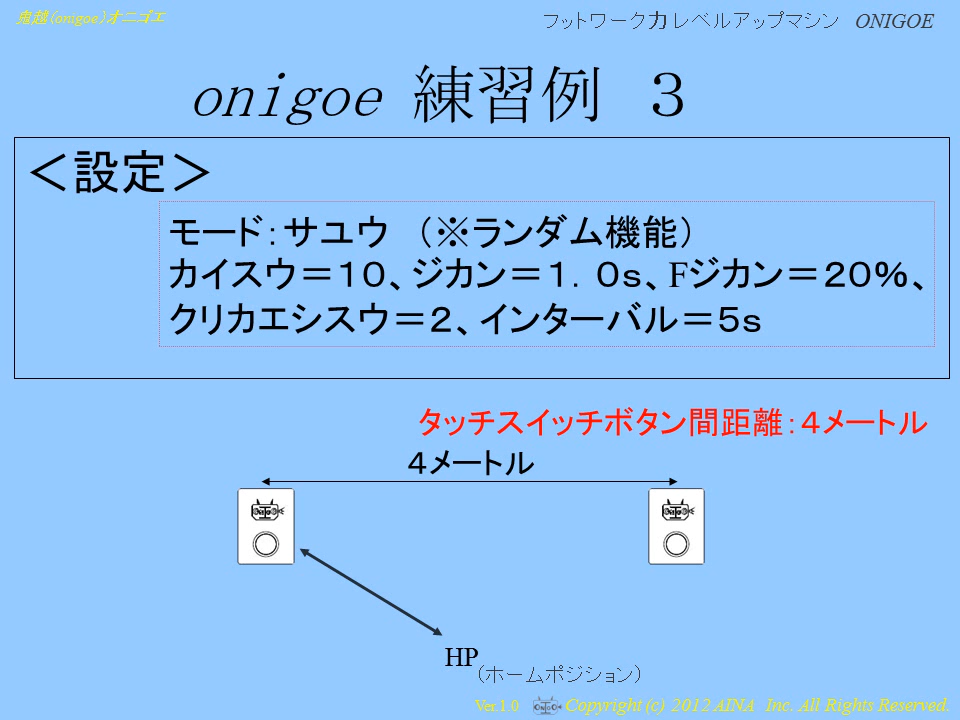 鬼越(onigoe)オニゴエ
フットワーク力レベルアップマシン ONIGOE
onigoe 練習例 3
＜設定＞
モード：サユウ （※ランダム機能）
カイスウ＝１０、ジカン＝１．０ｓ、Fジカン＝２０％、
クリカエシスウ＝２、インターバル＝５ｓ
タッチスイッチボタン間距離：４メートル
４メートル
HP
（ホームポジション）
Ver.1.0 Copyright (c) 2012 AINA Inc. All Rights Reserved.